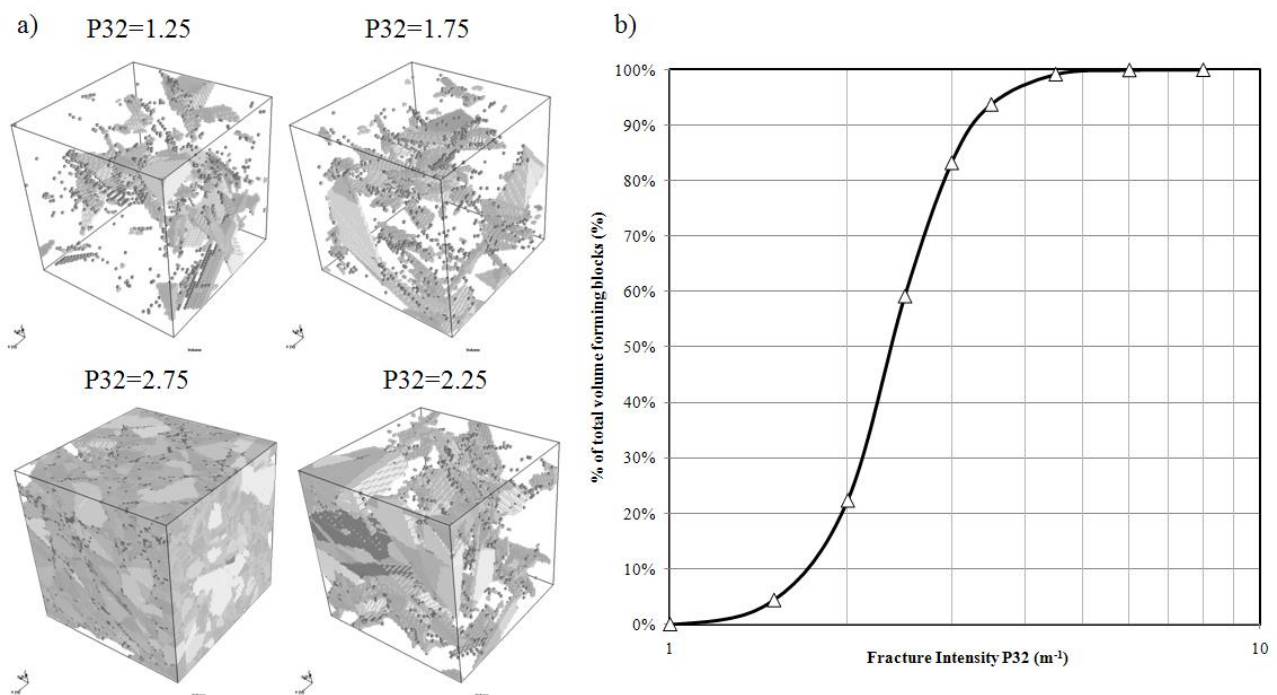 a)
P32=1.25
P32=1.75
P32=2.75
P32=2.25
b)
100%
90%
80%
70%
60%
50%
40%
30%
20%
10%
0%
% of total volume forming blocks (%)
1
10
Fracture Intensity P32 (m⁻¹)